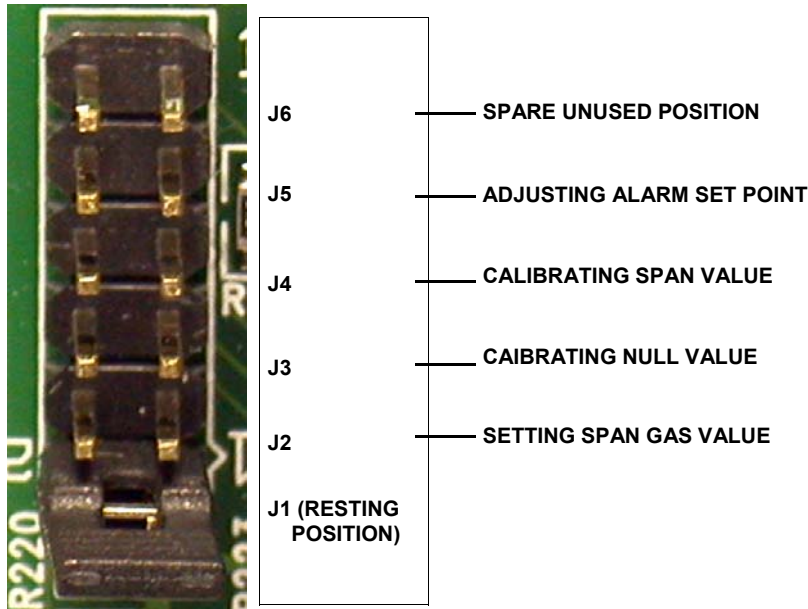 J6 SPARE UNUSED POSITION
J5 ADJUSTING ALARM SET POINT
J4 CALIBRATING SPAN VALUE
J3 CAIBRATING NULL VALUE
J2 SETTING SPAN GAS VALUE
J1 (RESTING
POSITION)
R220